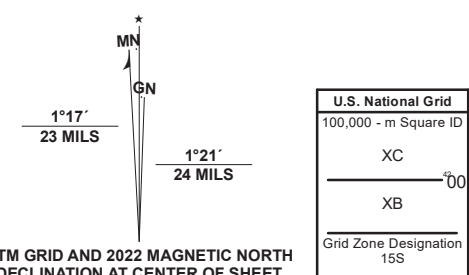 ★
MN
GN
1°17´
23 MILS
1°21´
24 MILS
TM GRID AND 2022 MAGNETIC NORTH
DECLINATION AT CENTER OF SHEET
U.S. National Grid
100,000 - m Square ID
XC
4200
XB
Grid Zone Designation
15S